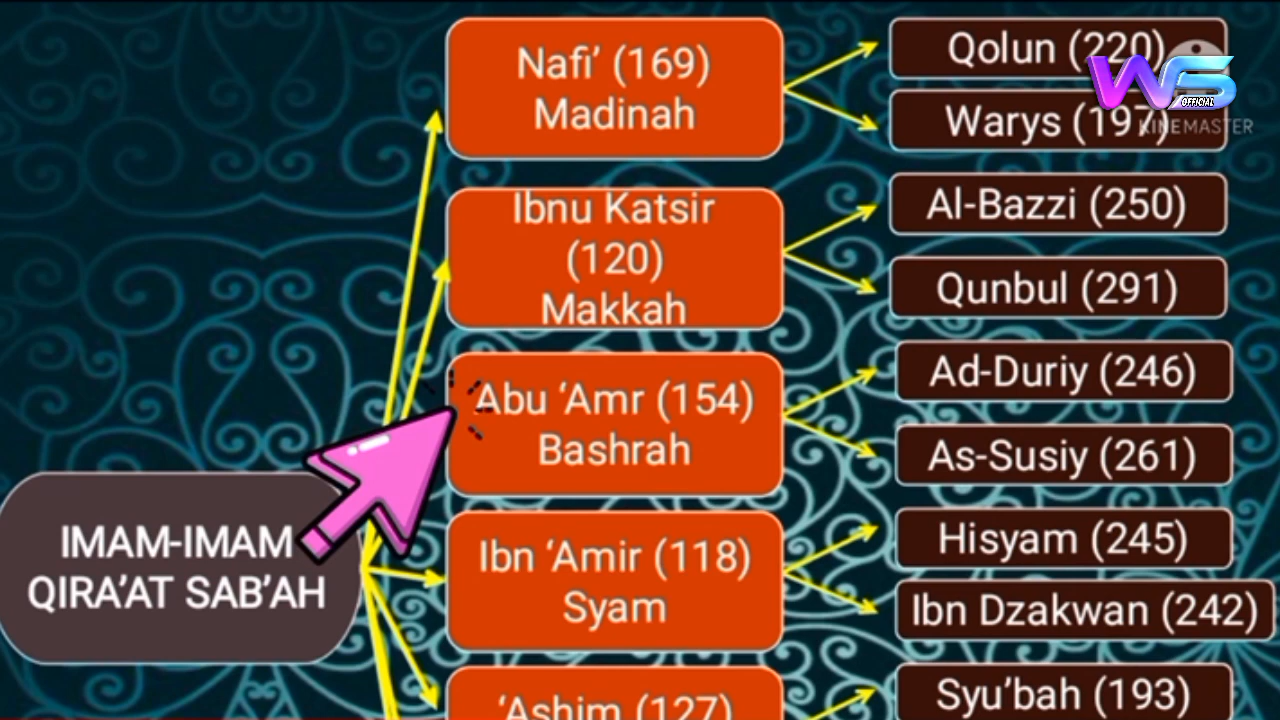 IMAM-IMAM
QIRA’AT SAB’AH
Nafi’ (169)
Madinah
Qolun (220)
Warys (197)
Ibnu Katsir
(120)
Makkah
Al-Bazzi (250)
Qunbul (291)
Abu ‘Amr (154)
Bashrah
Ad-Duriy (246)
As-Susiy (261)
Ibn ‘Amir (118)
Syam
Hisyam (245)
Ibn Dzakwan (242)
‘Ashim (127)
Syu’bah (193)
WS
OFFICIAL
KINEMASTER